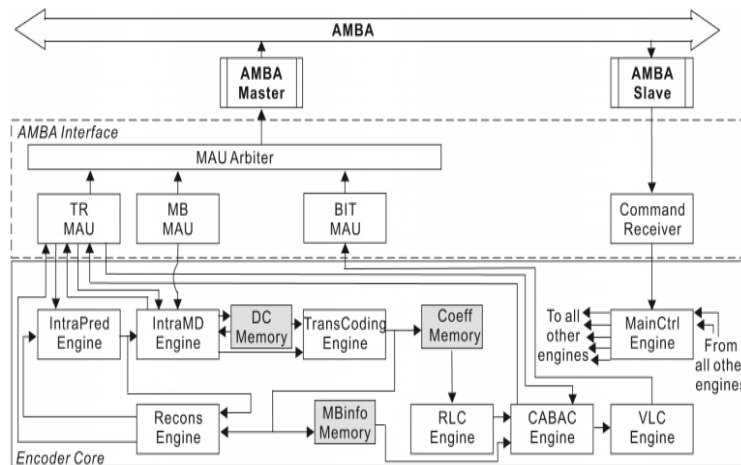 AMBA
AMBA
Master
AMBA
Slave
AMBA Interface
MAU Arbiter
TR
MAU
MB
MAU
BIT
MAU
Command
Receiver
IntraPred
Engine
IntraMD
Engine
DC
Memory
TransCoding
Engine
Coeff
Memory
To all
other
engines
MainCtrl
Engine
From
all other
engines
Recons
Engine
MBinfo
Memory
RLC
Engine
CABAC
Engine
VLC
Engine
Encoder Core